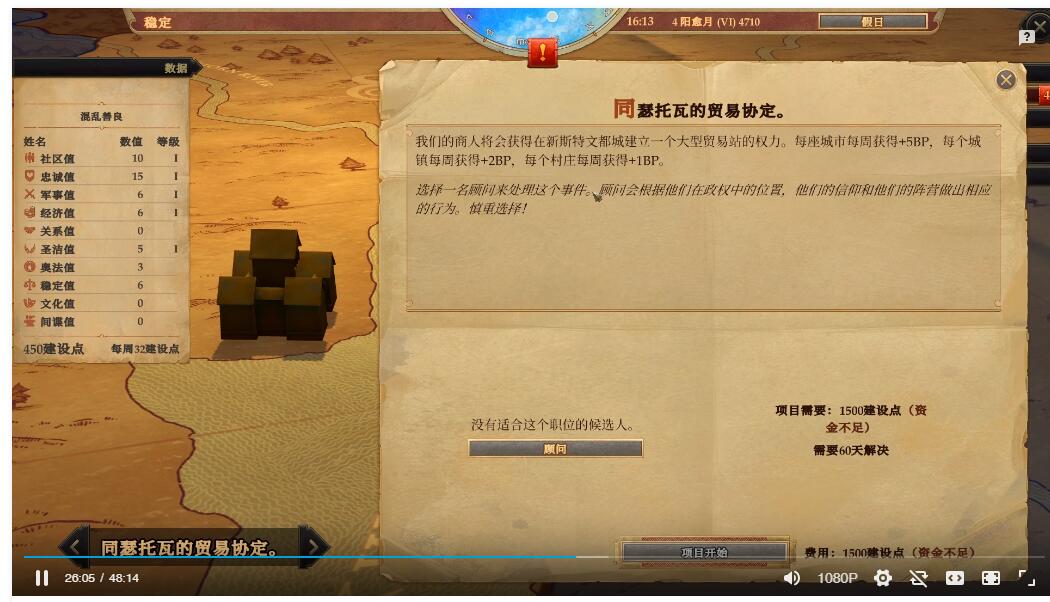 稳定
16:13
4 阳愈月 (VI) 4710
假日
?
!
4
数据
混乱善良
姓名 数值 等级
社区值 10 I
忠诚值 15 I
军事值 6 I
经济值 6 I
关系值 0
圣洁值 5 I
奥法值 3
稳定值 6
文化值 0
间谍值 0
450建设点 每周32建设点
同瑟托瓦的贸易协定。
我们的商人将会获得在新斯特文都城建立一个大型贸易站的权力。每座城市每周获得+5BP，每个城
镇每周获得+2BP，每个村庄每周获得+1BP。
选择一名顾问来处理这个事件。顾问会根据他们在政权中的位置，他们的信仰和他们的阵营做出相应
的行为。慎重选择！
没有适合这个职位的候选人。
顾问
项目需要：1500建设点（资
金不足）
需要60天解决
同瑟托瓦的贸易协定。
项目开始
费用：1500建设点（资金不足）
26:05 / 48:14
1080P